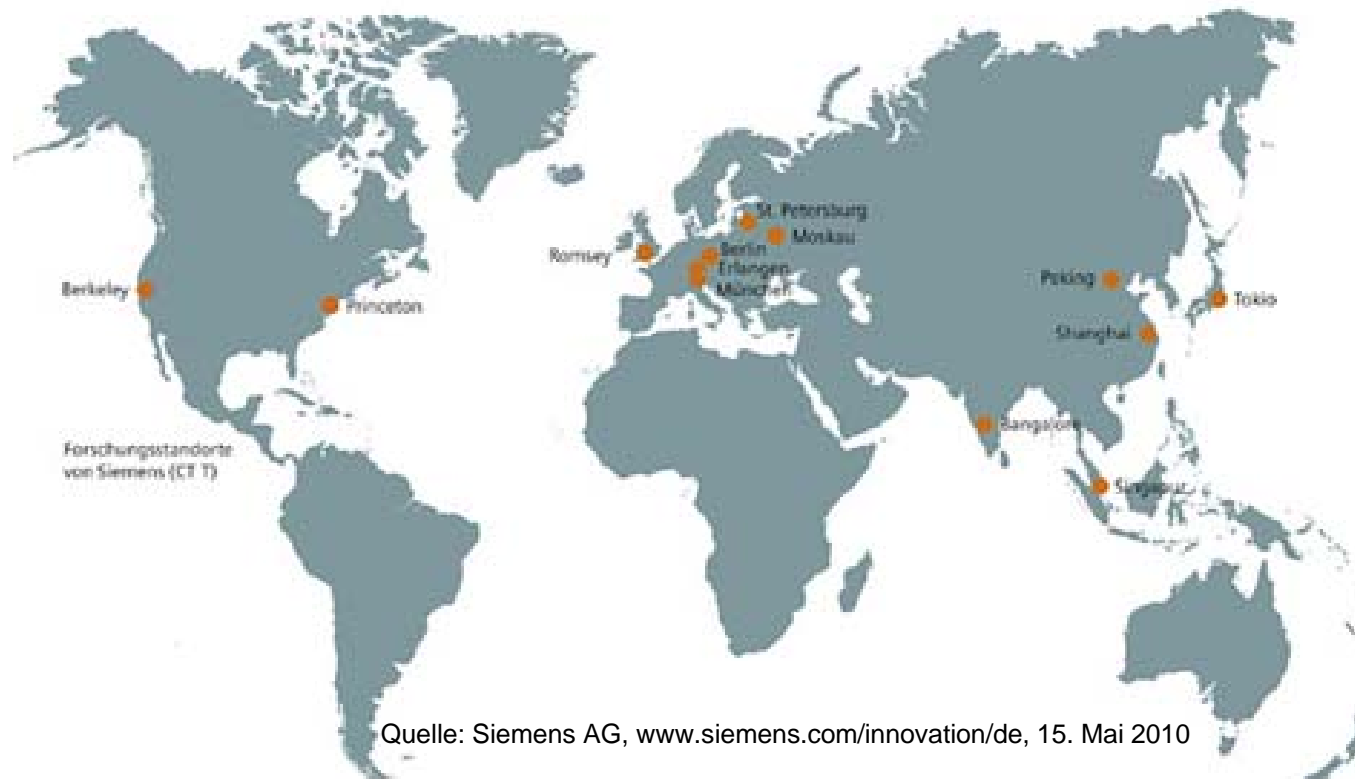 St. Petersburg
Moskau
Romsey
Berlin
Erlangen
München
Berkeley
Princeton
Peking
Tokio
Shanghai
Bangalore
Singapur
Forschungsstandorte
von Siemens (CT T)
Quelle: Siemens AG, www.siemens.com/innovation/de, 15. Mai 2010